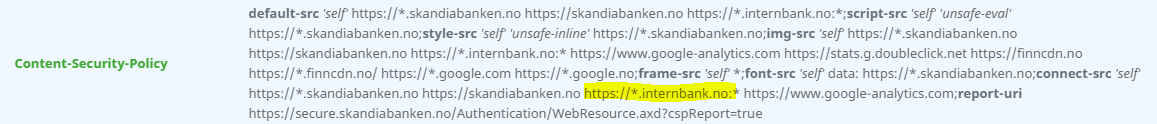 default-src 'self' https://*.skandiabanken.no https://skandiabanken.no https://*.internbank.no:*;script-src 'self' 'unsafe-eval'
https://*.skandiabanken.no;style-src 'self' 'unsafe-inline' https://*.skandiabanken.no;img-src 'self' https://*.skandiabanken.no
https://skandiabanken.no https://*.internbank.no:* https://www.google-analytics.com https://stats.g.doubleclick.net https://finncdn.no
Content-Security-Policy
https://*.finncdn.no/ https://*.google.com https://*.google.no;frame-src 'self' *;font-src 'self' data: https://*.skandiabanken.no;connect-src 'self'
https://*.skandiabanken.no https://skandiabanken.no https://*.internbank.no:* https://www.google-analytics.com;report-uri
https://secure.skandiabanken.no/Authentication/WebResource.axd?cspReport=true